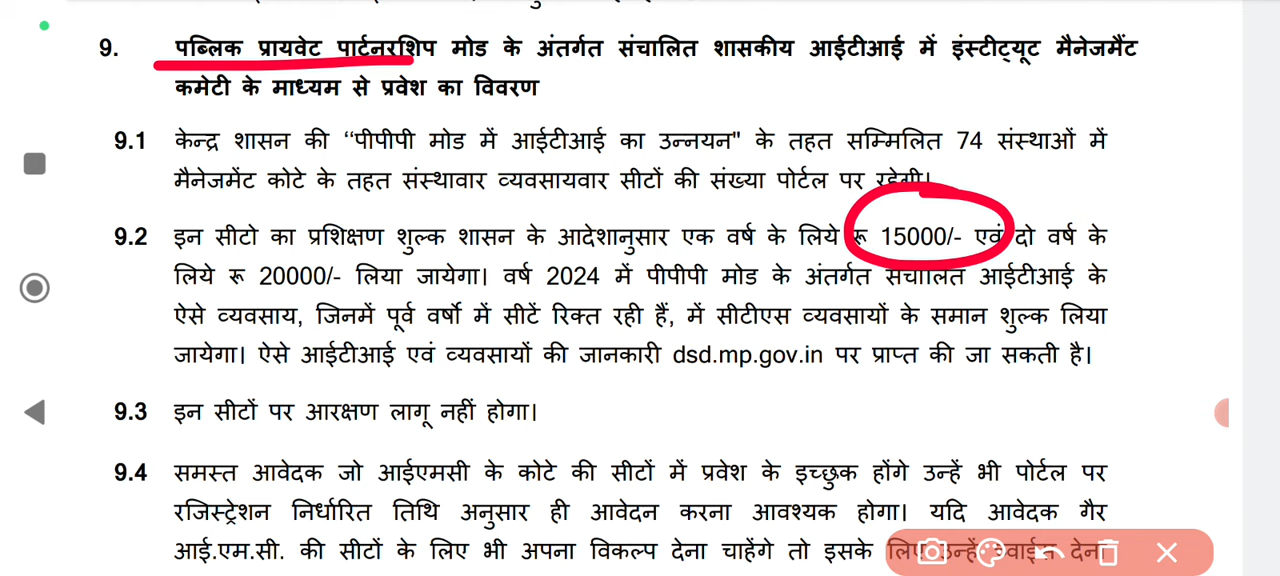 9. पब्लिक प्रायवेट पार्टनरशिप मोड के अंतर्गत संचालित शासकीय आईटीआई में इंस्टीट्यूट मैनेजमैंट
कमेटी के माध्यम से प्रवेश का विवरण
9.1 केन्द्र शासन की ‘‘पीपीपी मोड में आईटीआई का उन्नयन" के तहत सम्मिलित 74 संस्थाओं में
मैनेजमेंट कोटे के तहत संस्थावार व्यवसायवार सीटों की संख्या पोर्टल पर रहेगी।
9.2 इन सीटो का प्रशिक्षण शुल्क शासन के आदेशानुसार एक वर्ष के लिये रू 15000/- एवं दो वर्ष के
लिये रू 20000/- लिया जायेगा। वर्ष 2024 में पीपीपी मोड के अंतर्गत संचालित आईटीआई के
ऐसे व्यवसाय, जिनमें पूर्व वर्षो में सीटें रिक्त रही हैं, में सीटीएस व्यवसायों के समान शुल्क लिया
जायेगा। ऐसे आईटीआई एवं व्यवसायों की जानकारी dsd.mp.gov.in पर प्राप्त की जा सकती है।
9.3 इन सीटों पर आरक्षण लागू नहीं होगा।
9.4 समस्त आवेदक जो आईएमसी के कोटे की सीटों में प्रवेश के इच्छुक होंगे उन्हें भी पोर्टल पर
रजिस्ट्रेशन निर्धारित तिथि अनुसार ही आवेदन करना आवश्यक होगा। यदि आवेदक गैर
आई.एम.सी. की सीटों के लिए भी अपना विकल्प देना चाहेंगे तो इसके लिए उन्हें च्वाईस देना